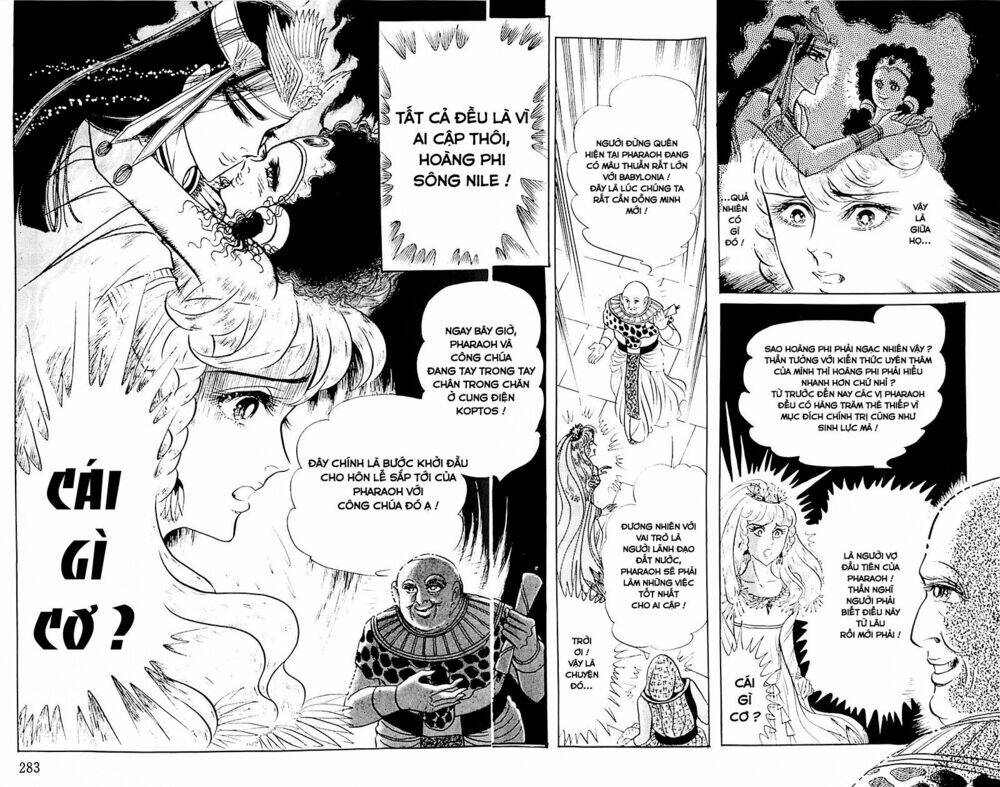 VẬY
LÀ
GIỮA
HỌ...
...QUẢ
NHIÊN
CÓ
GÌ
ĐÓ !
SAO HOÀNG PHI PHẢI NGẠC NHIÊN VẬY ?
THẦN TƯỞNG VỚI KIẾN THỨC UYÊN THÂM
CỦA MÌNH THÌ HOÀNG PHI PHẢI HIỂU
NHANH HƠN CHỨ NHỈ ?
TỪ TRƯỚC ĐẾN NAY CÁC VỊ PHARAOH
ĐỀU CÓ HÀNG TRĂM THÊ THIẾP VÌ
MỤC ĐÍCH CHÍNH TRỊ CŨNG NHƯ
SINH LỰC MÀ !
LÀ NGƯỜI VỢ
ĐẦU TIÊN CỦA
PHARAOH !
THẦN NGHĨ
NGƯỜI PHẢI
BIẾT ĐIỀU NÀY
TỪ LÂU
RỒI MỚI PHẢI !
CÁI
GÌ
CƠ ?
NGƯỜI ĐỪNG QUÊN
HIỆN TẠI PHARAOH ĐANG
CÓ MÂU THUẪN RẤT LỚN
VỚI BABYLONIA !
ĐÂY LÀ LÚC CHÚNG TA
RẤT CẦN ĐỒNG MINH
MỚI !
ĐƯƠNG NHIÊN VỚI
VAI TRÒ LÀ
NGƯỜI LÃNH ĐẠO
ĐẤT NƯỚC,
PHARAOH SẼ PHẢI
LÀM NHỮNG VIỆC
TỐT NHẤT
CHO AI CẬP !
TRỜI
ƠI !
VẬY LÀ
CHUYỆN
ĐÓ...
TẤT CẢ ĐỀU LÀ VÌ
AI CẬP THÔI,
HOÀNG PHI
SÔNG NILE !
NGAY BÂY GIỜ,
PHARAOH VÀ
CÔNG CHÚA
ĐANG TAY TRONG TAY
CHÂN TRONG CHĂN
Ở CUNG ĐIỆN
KOPTOS !
ĐÂY CHÍNH LÀ BƯỚC KHỞI ĐẦU
CHO HÔN LỄ SẮP TỚI CỦA
PHARAOH VỚI
CÔNG CHÚA ĐÓ Ạ !
CÁI
GÌ
CƠ ?
283